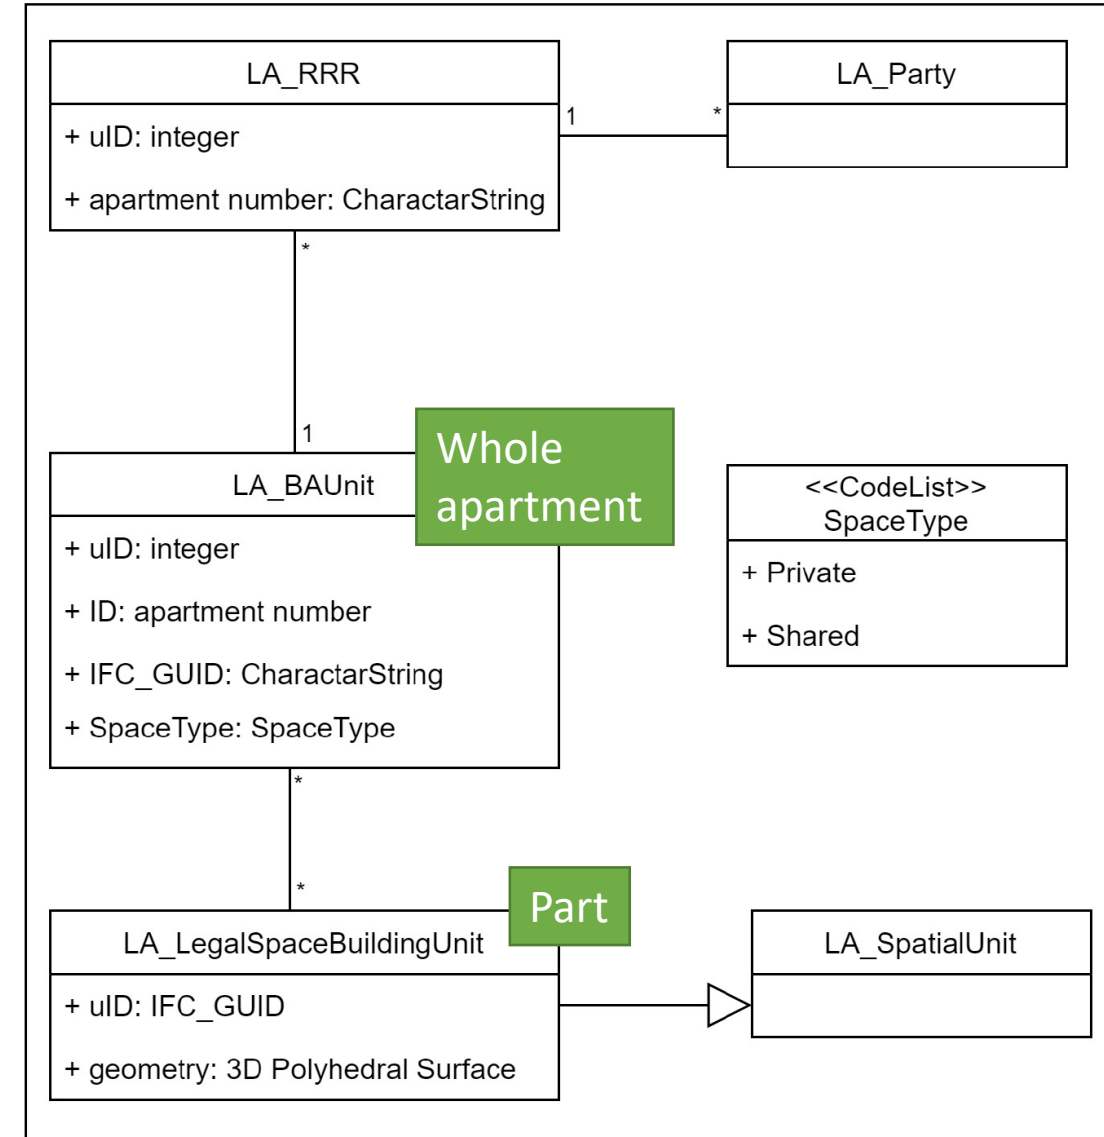 LA_RRR
+ uID: integer
+ apartment number: CharactarString
1
*
LA_Party
*
1
Whole
apartment
LA_BAUnit
+ uID: integer
+ ID: apartment number
+ IFC_GUID: CharactarString
+ SpaceType: SpaceType
<<CodeList>>
SpaceType
+ Private
+ Shared
*
*
Part
LA_LegalSpaceBuildingUnit
+ uID: IFC_GUID
+ geometry: 3D Polyhedral Surface
LA_SpatialUnit